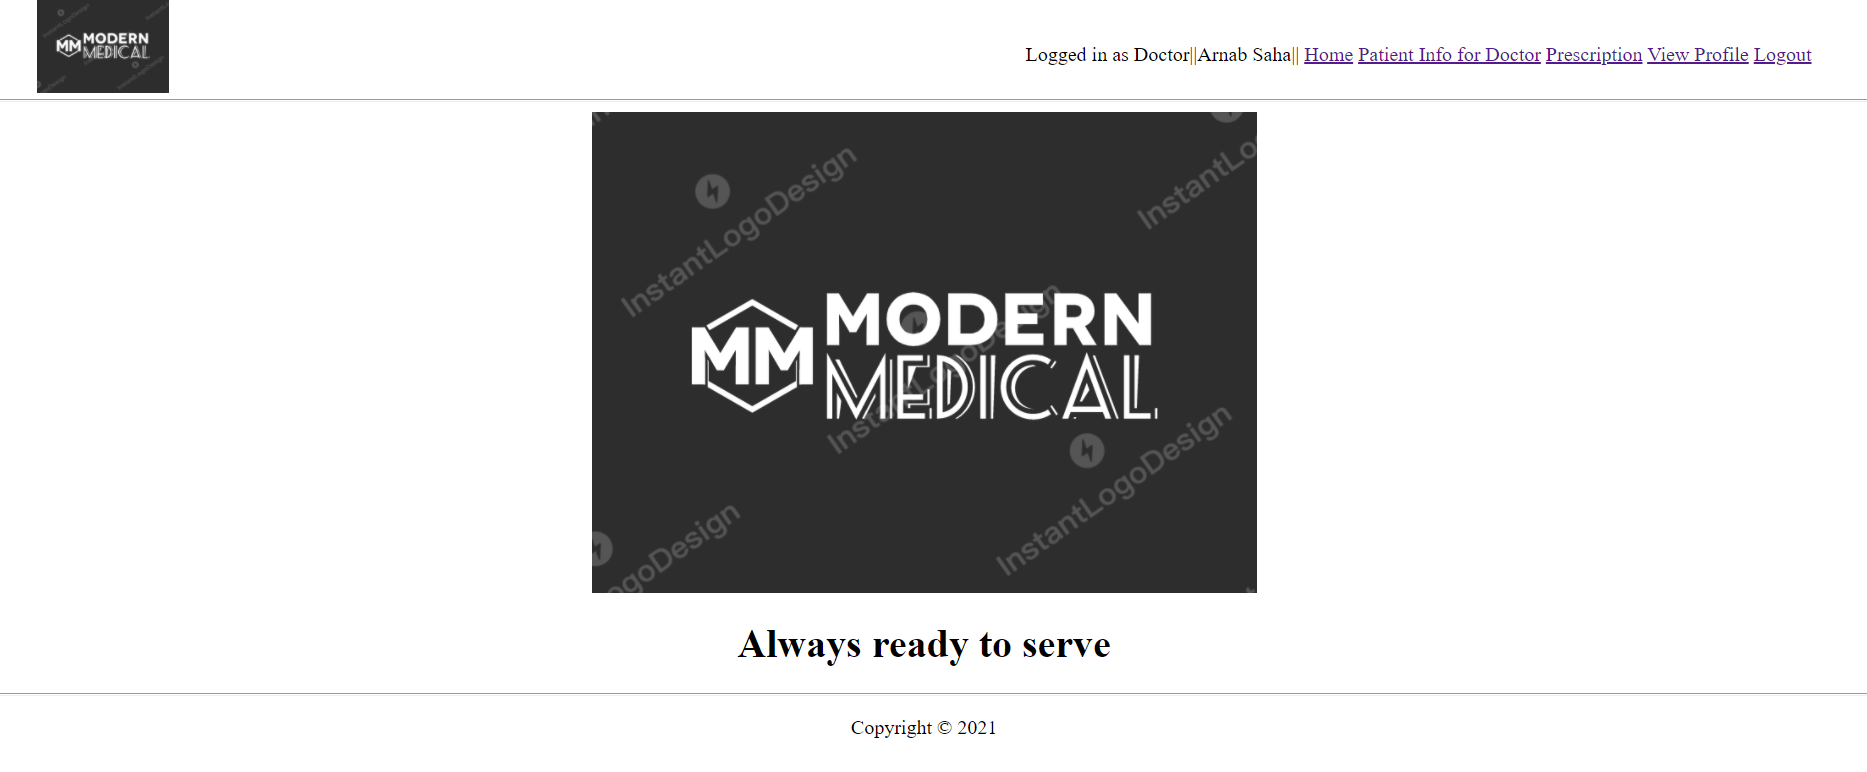 MM MODERN
MEDICAL
Logged in as Doctor||Arnab Saha|| Home Patient Info for Doctor Prescription View Profile Logout
InstantLogoDesign
InstantLo
MM MODERN
MEDICAL
InstantLogoDesign
InstantLogoDesign
ogoDesign
Always ready to serve
Copyright © 2021